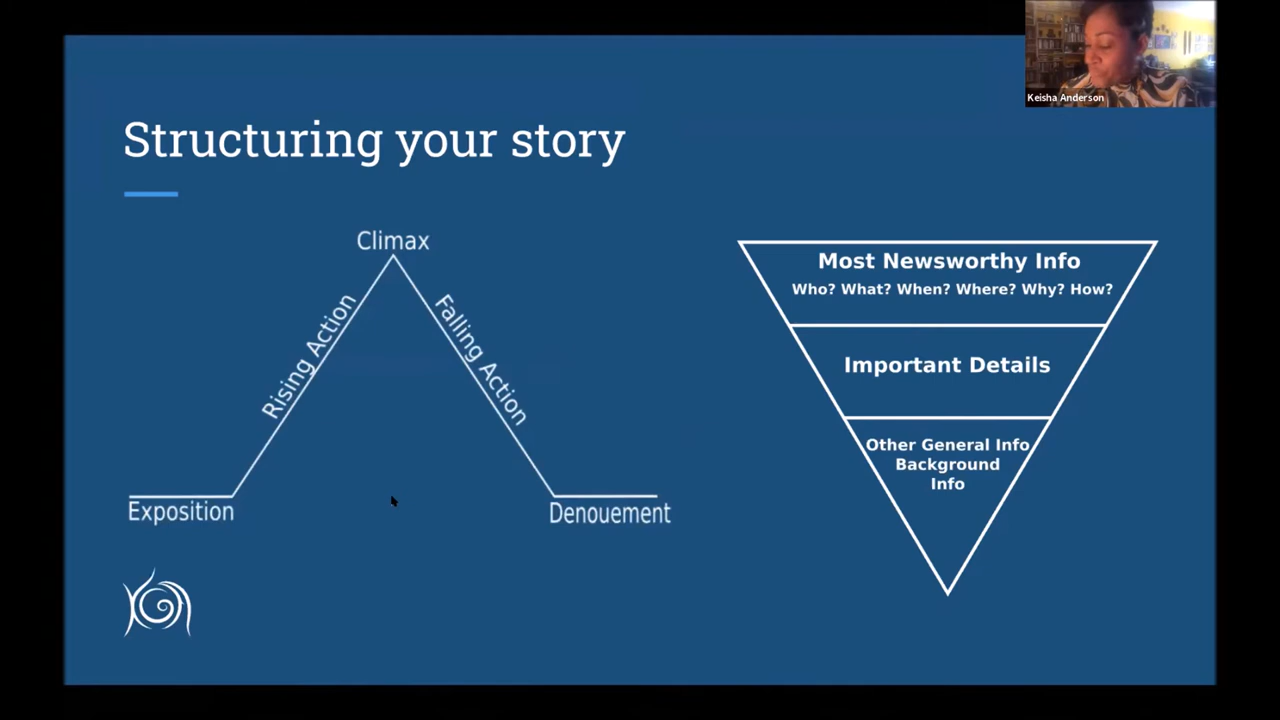 Keisha Anderson
Structuring your story
Climax
Rising Action
Falling Action
Exposition
Denouement
Most Newsworthy Info
Who? What? When? Where? Why? How?
Important Details
Other General Info
Background
Info